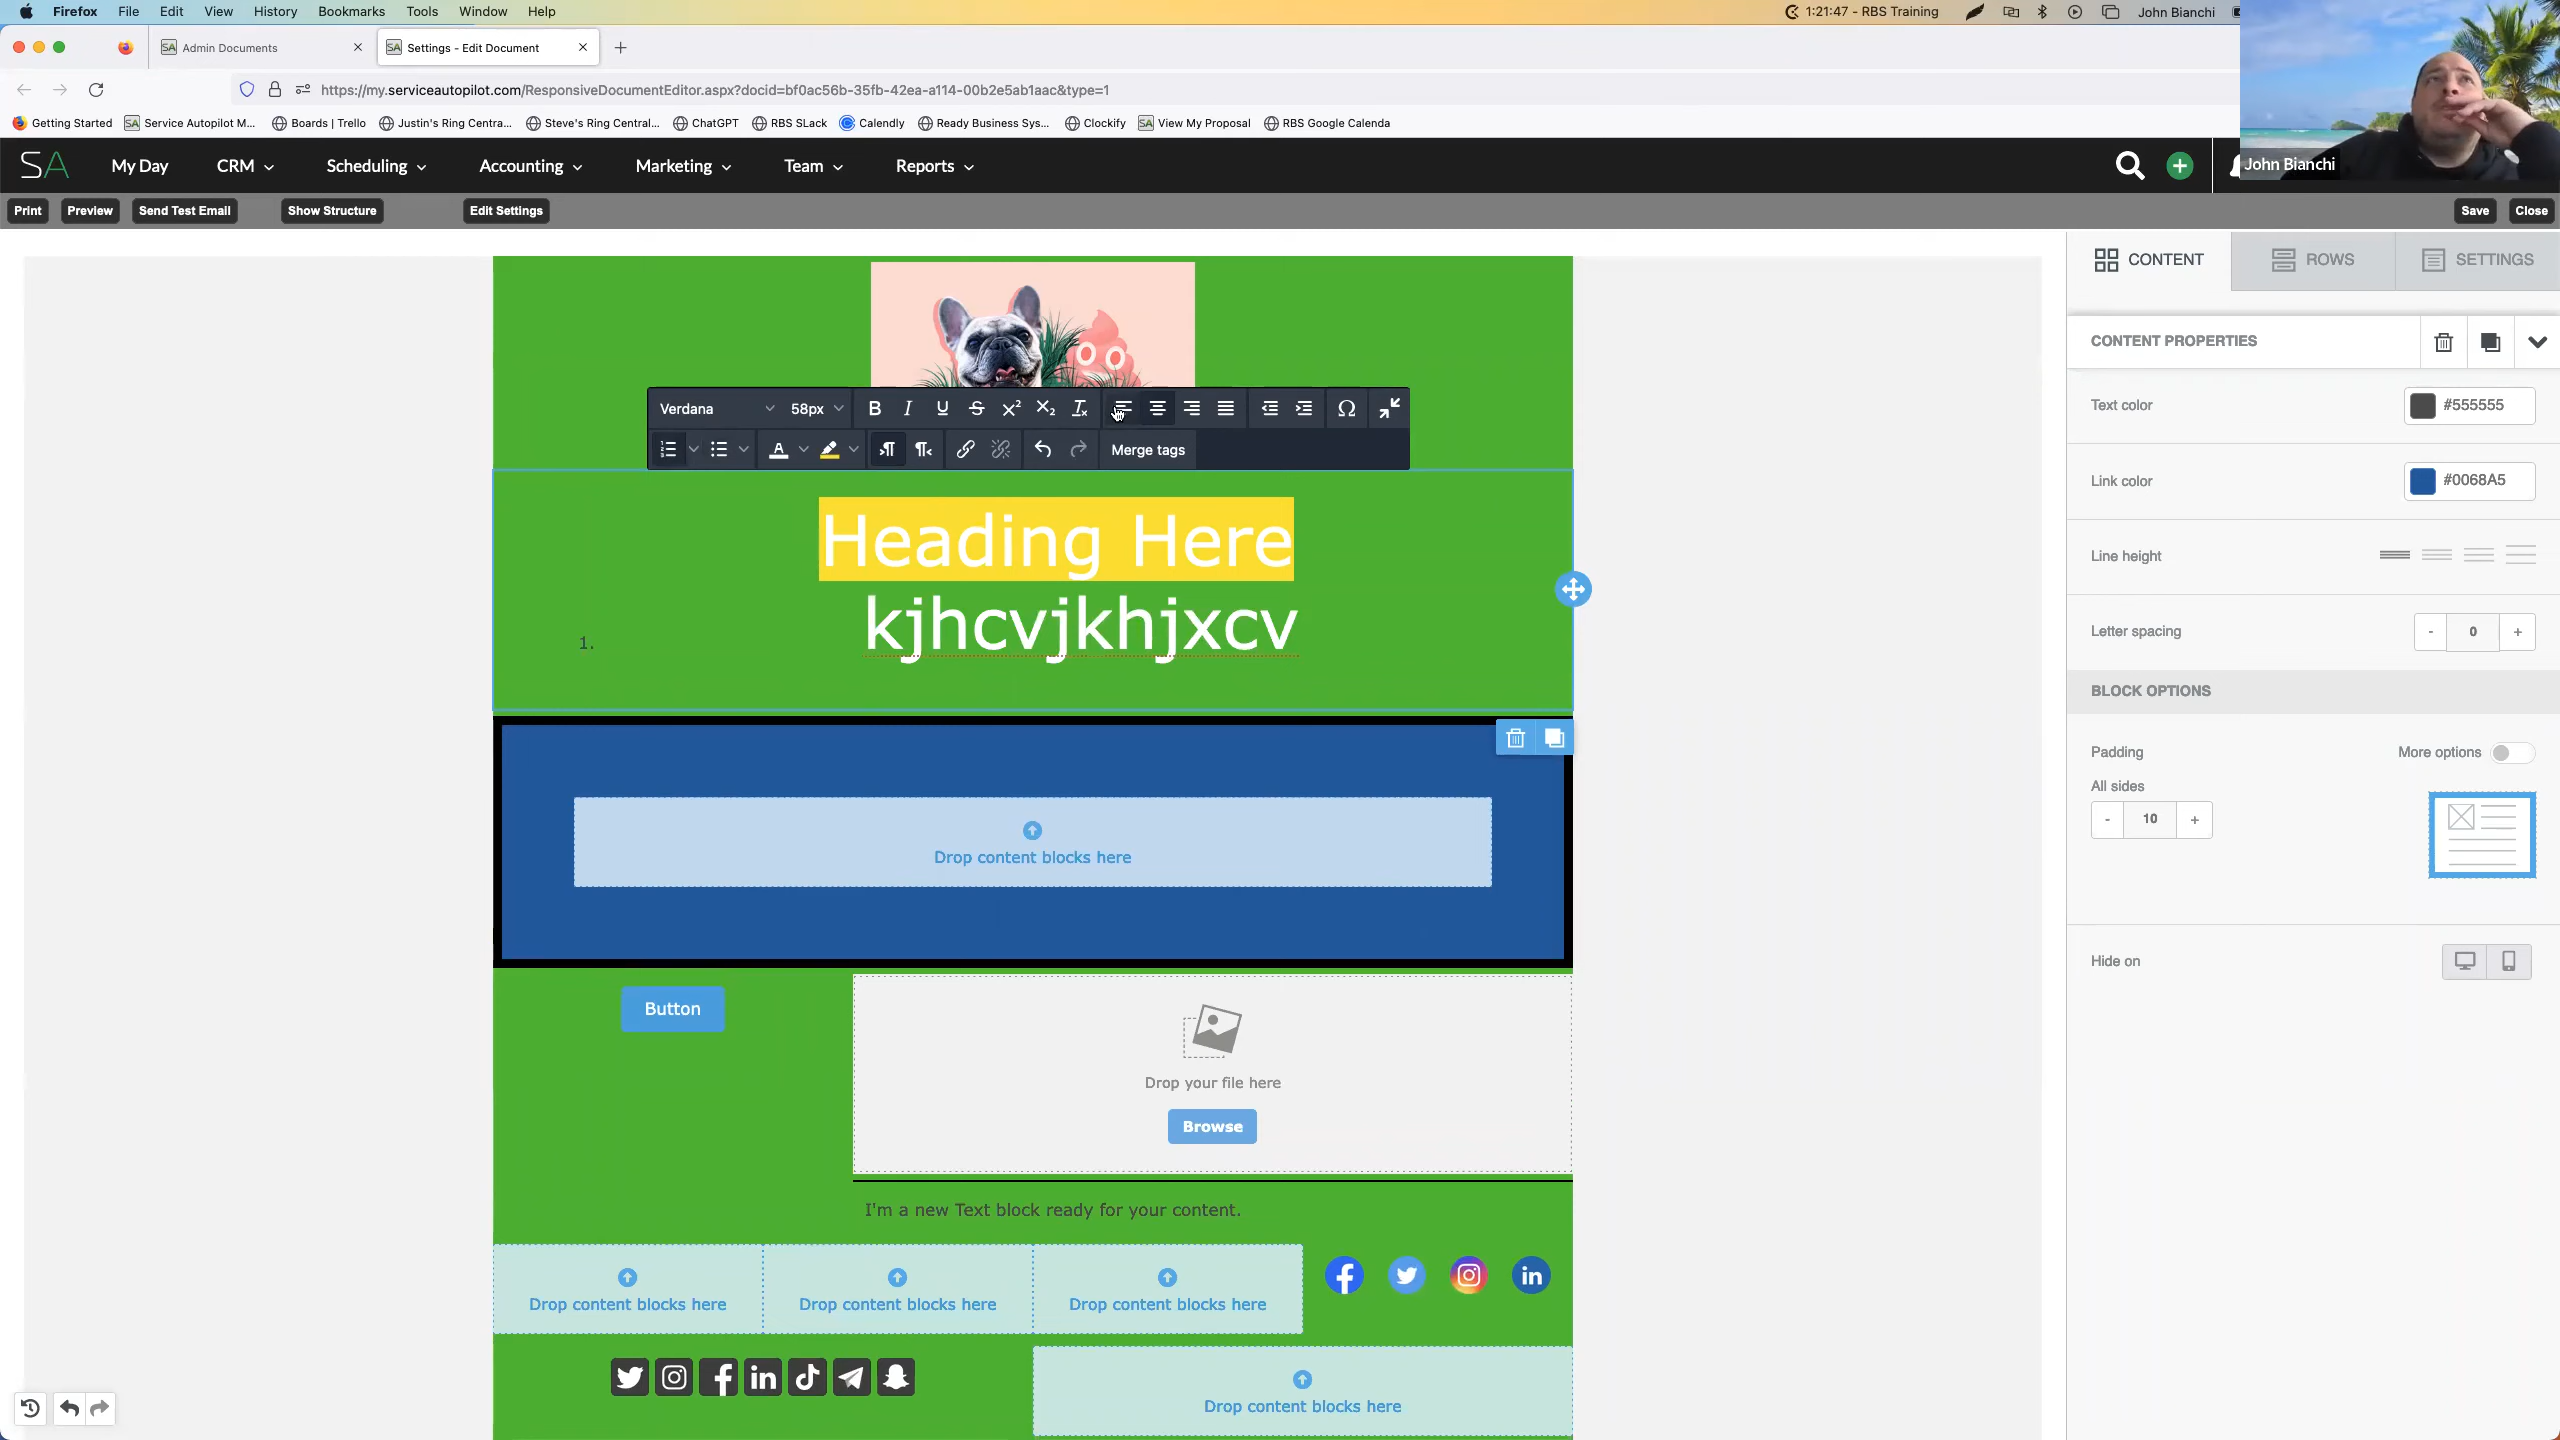 Firefox File Edit View History Bookmarks Tools Window Help 1:21:47 - RBS Training John Bianchi
SA Admin Documents SA Settings - Edit Document
https://my.serviceautopilot.com/ResponsiveDocumentEditor.aspx?docid=bf0ac56b-35fb-42ea-a114-00b2e5ab1aac&type=1
Getting Started SA Service Autopilot M... Boards | Trello Justin's Ring Centra... Steve's Ring Central... ChatGPT RBS SLack Calendly Ready Business Sys... Clockify SA View My Proposal RBS Google Calenda
SA My Day CRM Scheduling Accounting Marketing Team Reports John Bianchi
Print Preview Send Test Email Show Structure Edit Settings Save Close
CONTENT ROWS SETTINGS
CONTENT PROPERTIES
Text color #555555
Link color #0068A5
Line height
Letter spacing - 0 +
BLOCK OPTIONS
Padding More options
All sides
- 10 +
Hide on
Verdana 58px B I U S X² X₂ Tx Ω
A Merge tags
Heading Here
1. kjhcvjkhjxcv
Drop content blocks here
Button
Drop your file here
Browse
I'm a new Text block ready for your content.
Drop content blocks here Drop content blocks here Drop content blocks here
Drop content blocks here